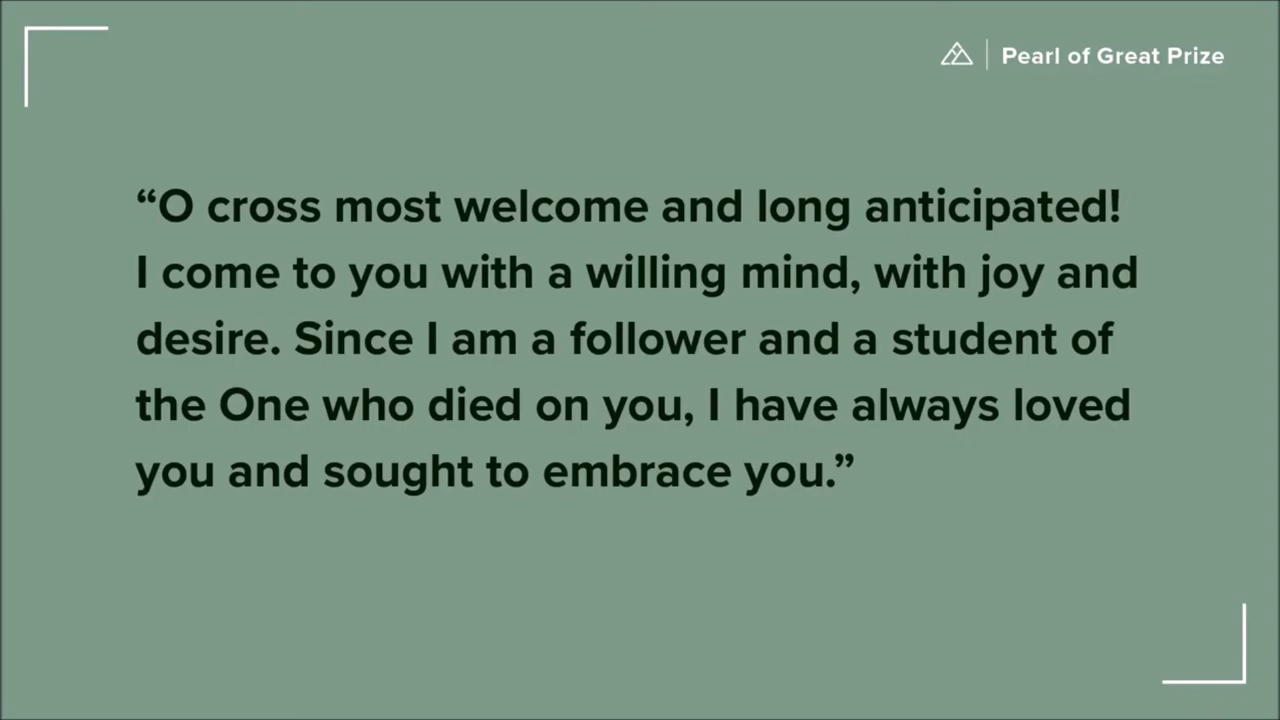 Pearl of Great Prize
“O cross most welcome and long anticipated!
I come to you with a willing mind, with joy and
desire. Since I am a follower and a student of
the One who died on you, I have always loved
you and sought to embrace you.”